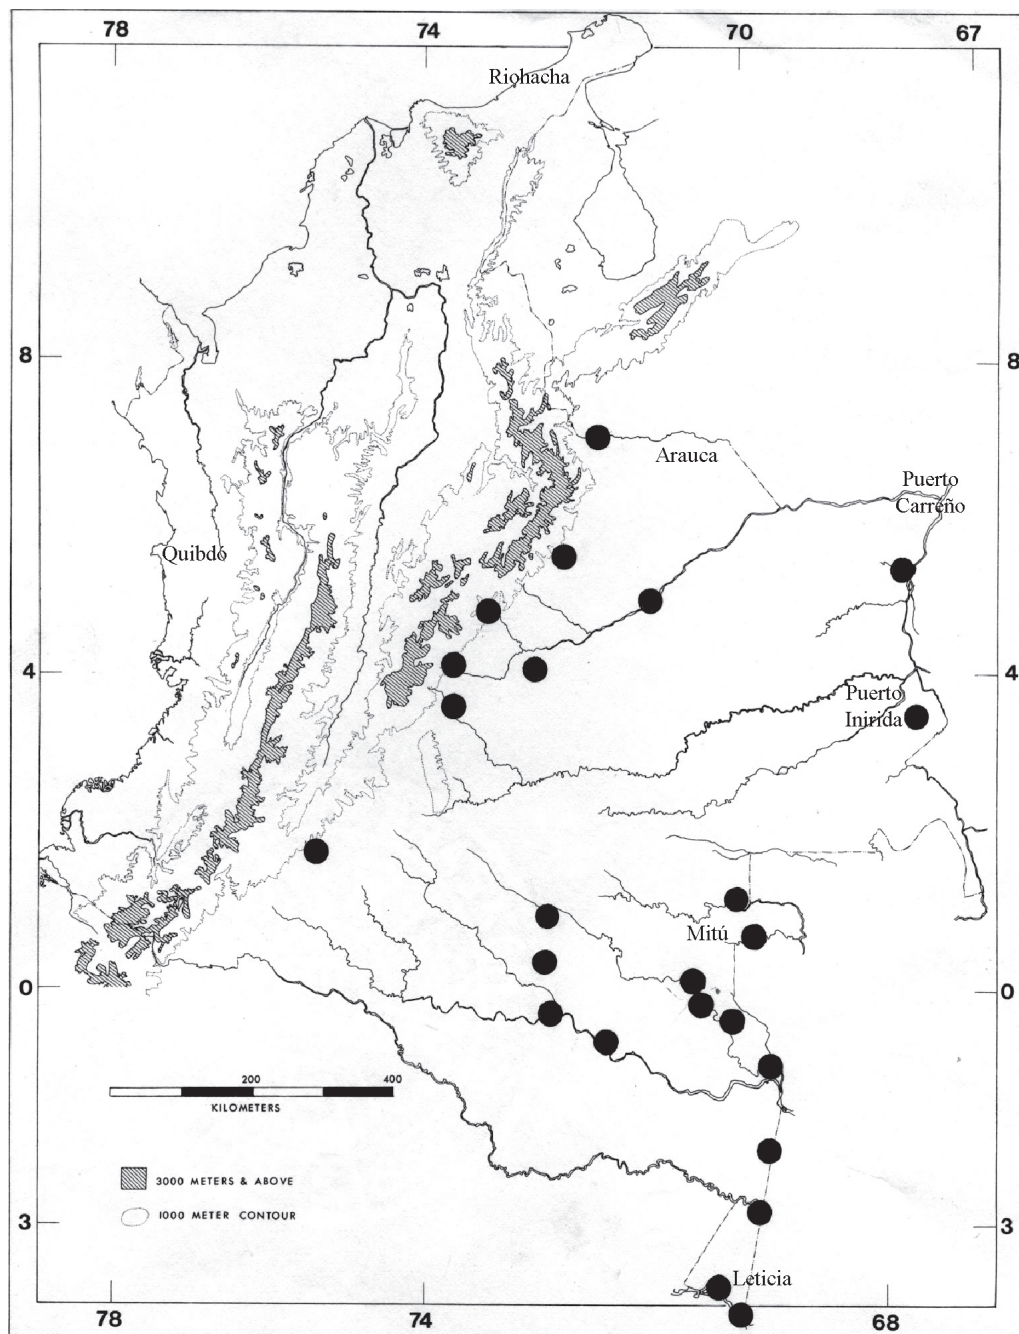 78 74 70 67
Riohacha
8 8
Arauca
Puerto
Carreño
Quibdó
4 4
Puerto
Inirida
Mitú
0 0
200 400
KILOMETERS
3000 METERS & ABOVE
1000 METER CONTOUR
3 3
Leticia
78 74 68